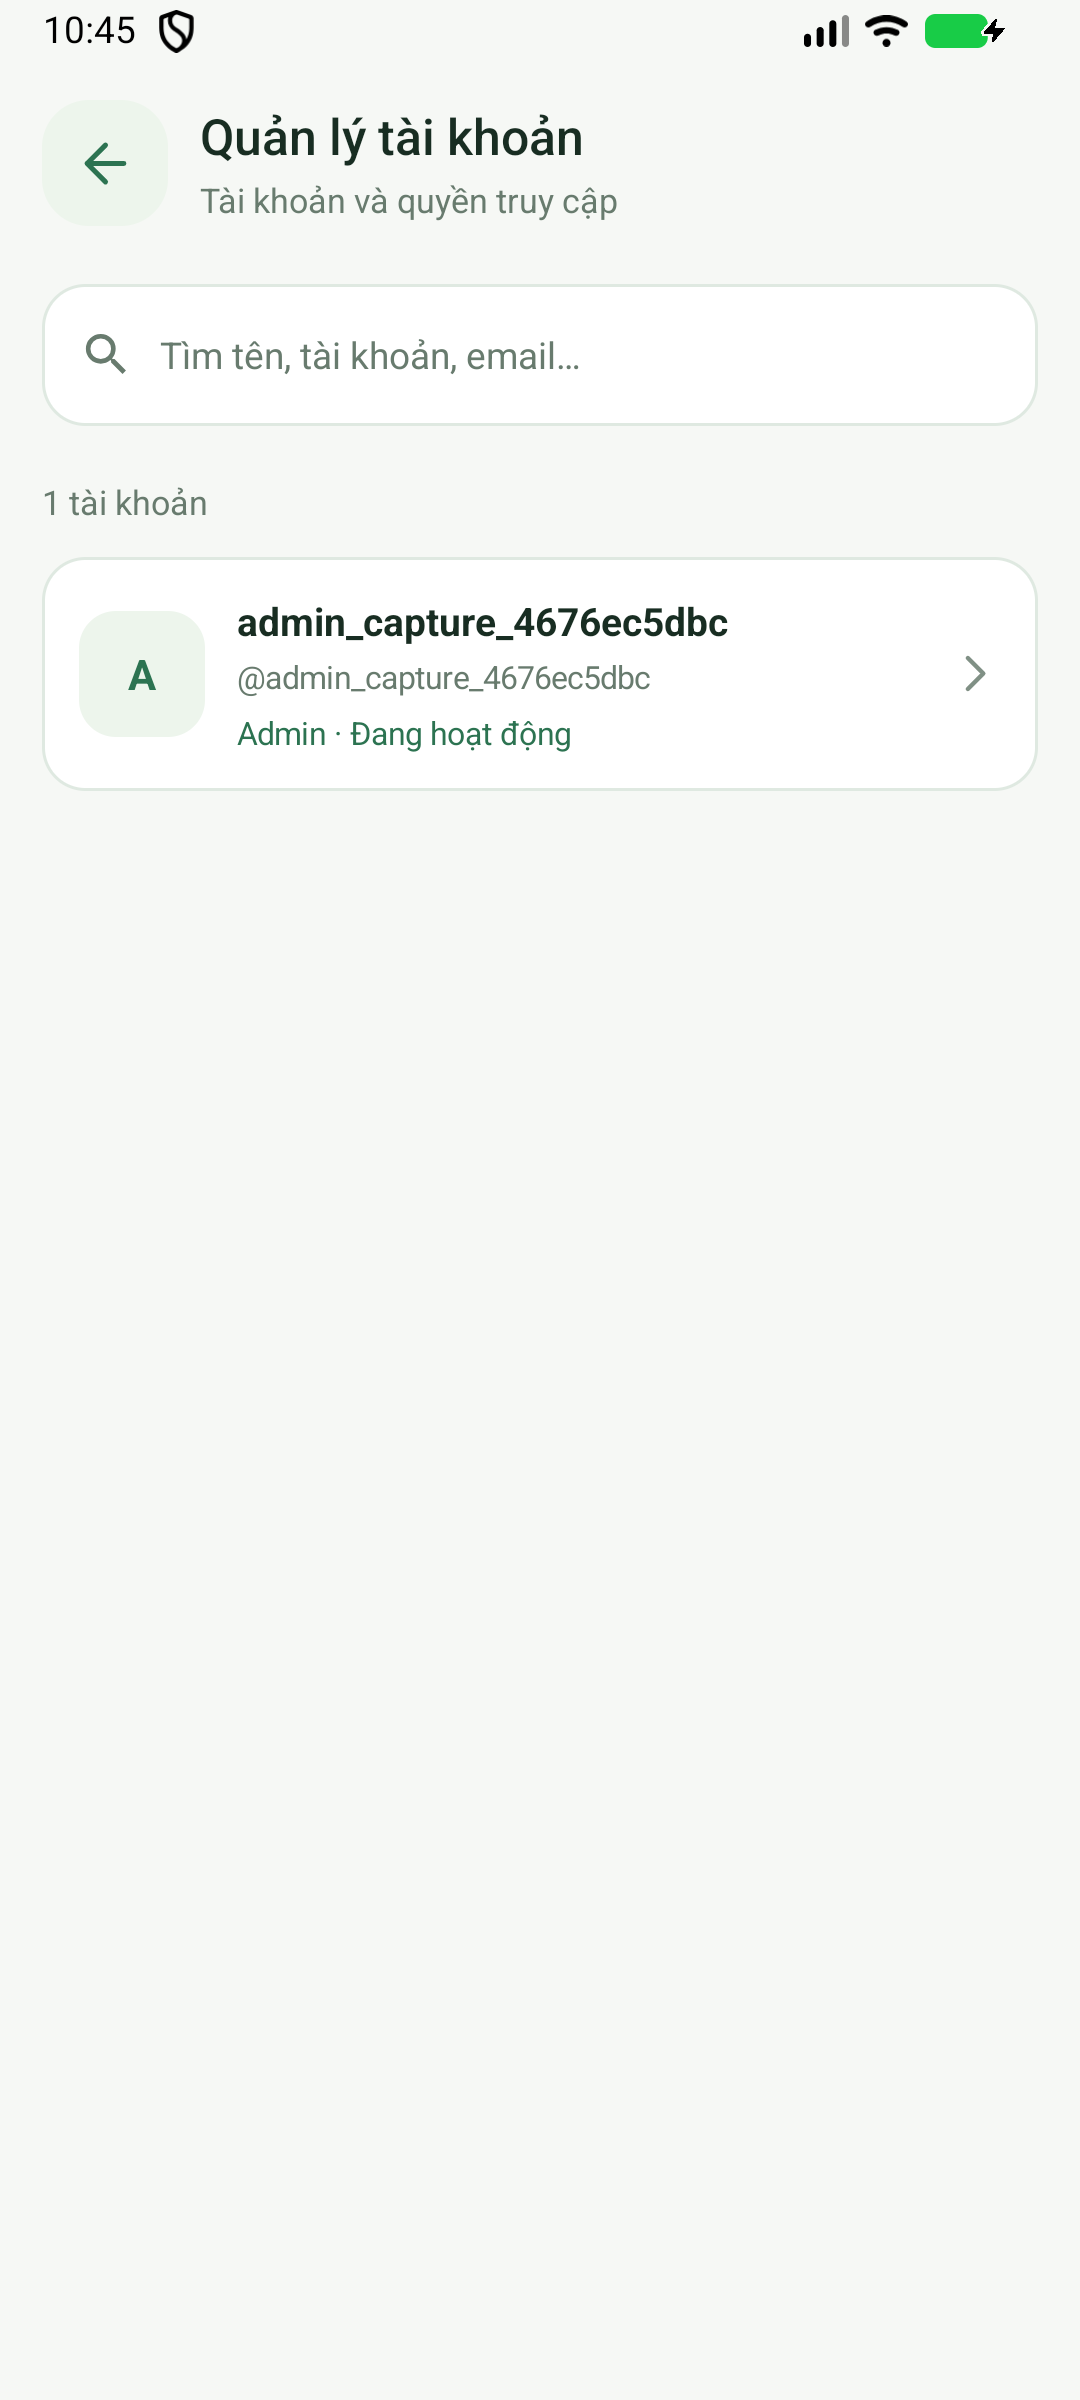 10:45
Quản lý tài khoản
Tài khoản và quyền truy cập
Tìm tên, tài khoản, email…
1 tài khoản
A
admin_capture_4676ec5dbc
@admin_capture_4676ec5dbc
Admin · Đang hoạt động